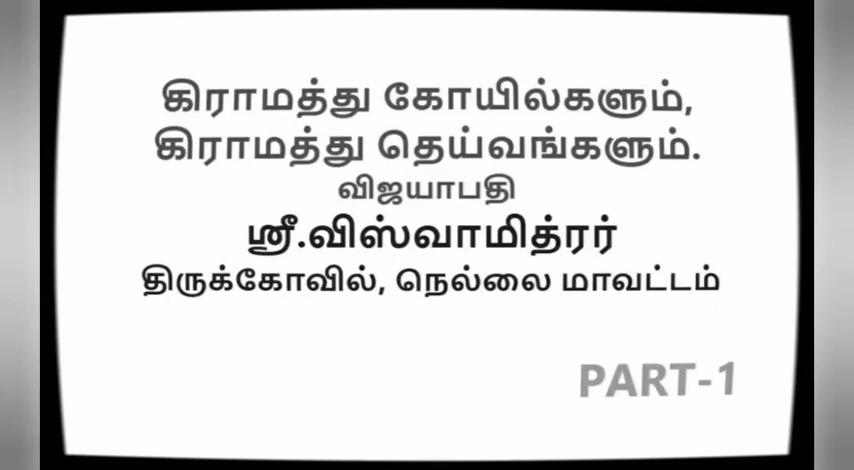 கிராமத்து கோயில்களும்,
கிராமத்து தெய்வங்களும்.
விஜயாபதி
ஸ்ரீ.விஸ்வாமித்ரர்
திருக்கோவில், நெல்லை மாவட்டம்
PART-1